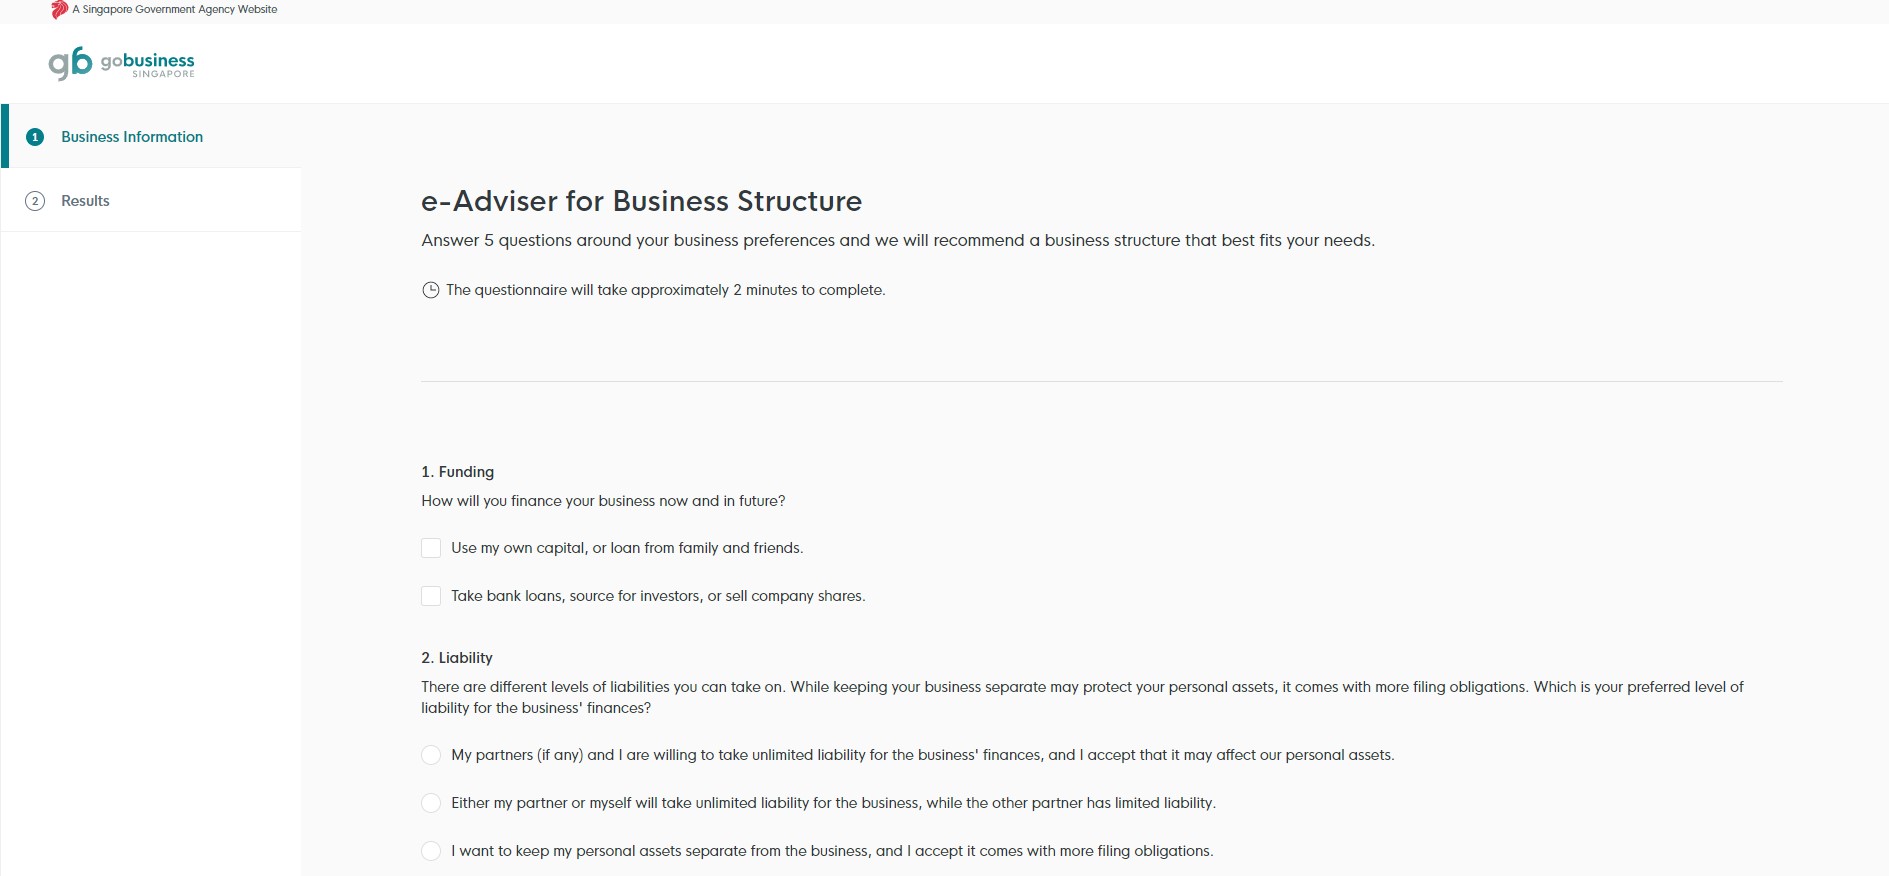 A Singapore Government Agency Website
gb gobusiness
SINGAPORE
1 Business Information
2 Results
e-Adviser for Business Structure
Answer 5 questions around your business preferences and we will recommend a business structure that best fits your needs.
The questionnaire will take approximately 2 minutes to complete.
1. Funding
How will you finance your business now and in future?
Use my own capital, or loan from family and friends.
Take bank loans, source for investors, or sell company shares.
2. Liability
There are different levels of liabilities you can take on. While keeping your business separate may protect your personal assets, it comes with more filing obligations. Which is your preferred level of
liability for the business' finances?
My partners (if any) and I are willing to take unlimited liability for the business' finances, and I accept that it may affect our personal assets.
Either my partner or myself will take unlimited liability for the business, while the other partner has limited liability.
I want to keep my personal assets separate from the business, and I accept it comes with more filing obligations.